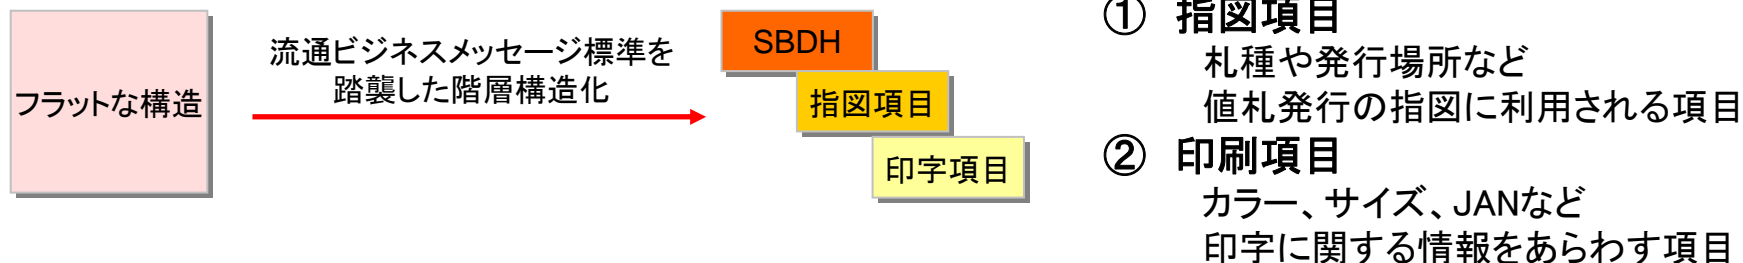 フラットな構造
流通ビジネスメッセージ標準を
踏襲した階層構造化
SBDH
指図項目
印字項目
① 指図項目
札種や発行場所など
値札発行の指図に利用される項目
② 印刷項目
カラー、サイズ、JANなど
印字に関する情報をあらわす項目